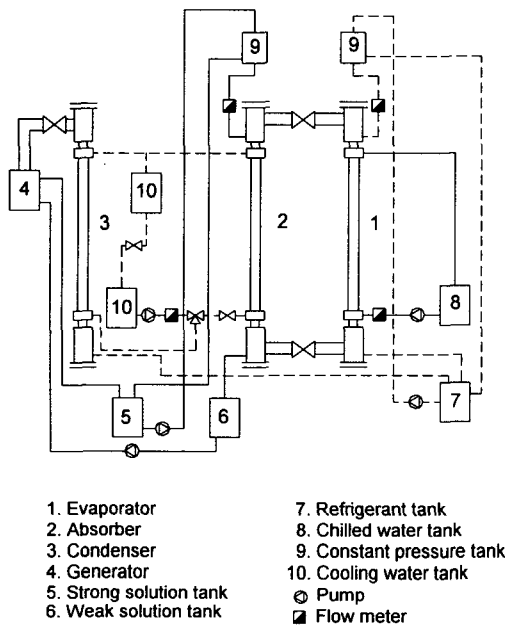 9
9
4
10
3
2
1
10
8
5
6
7
1. Evaporator
2. Absorber
3. Condenser
4. Generator
5. Strong solution tank
6. Weak solution tank
7. Refrigerant tank
8. Chilled water tank
9. Constant pressure tank
10. Cooling water tank
Pump
Flow meter